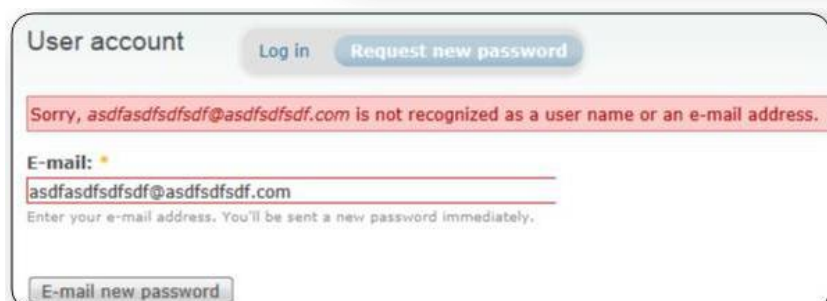 User account
Log in Request new password
Sorry, asdfasdfsdfsdf@asdfsdfsdf.com is not recognized as a user name or an e-mail address.
E-mail: *
asdfasdfsdfsdf@asdfsdfsdf.com
Enter your e-mail address. You'll be sent a new password immediately.
E-mail new password